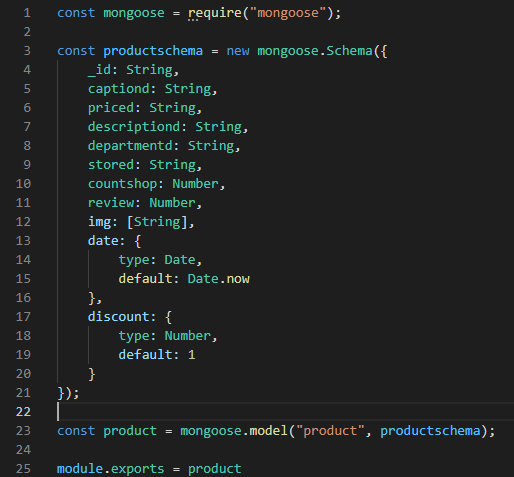 1 const mongoose = require("mongoose");
2
3 const productschema = new mongoose.Schema({
4 _id: String,
5 captiond: String,
6 priced: String,
7 descriptiond: String,
8 departmentd: String,
9 stored: String,
10 countshop: Number,
11 review: Number,
12 img: [String],
13 date: {
14 type: Date,
15 default: Date.now
16 },
17 discount: {
18 type: Number,
19 default: 1
20 }
21 });
22
23 const product = mongoose.model("product", productschema);
24
25 module.exports = product